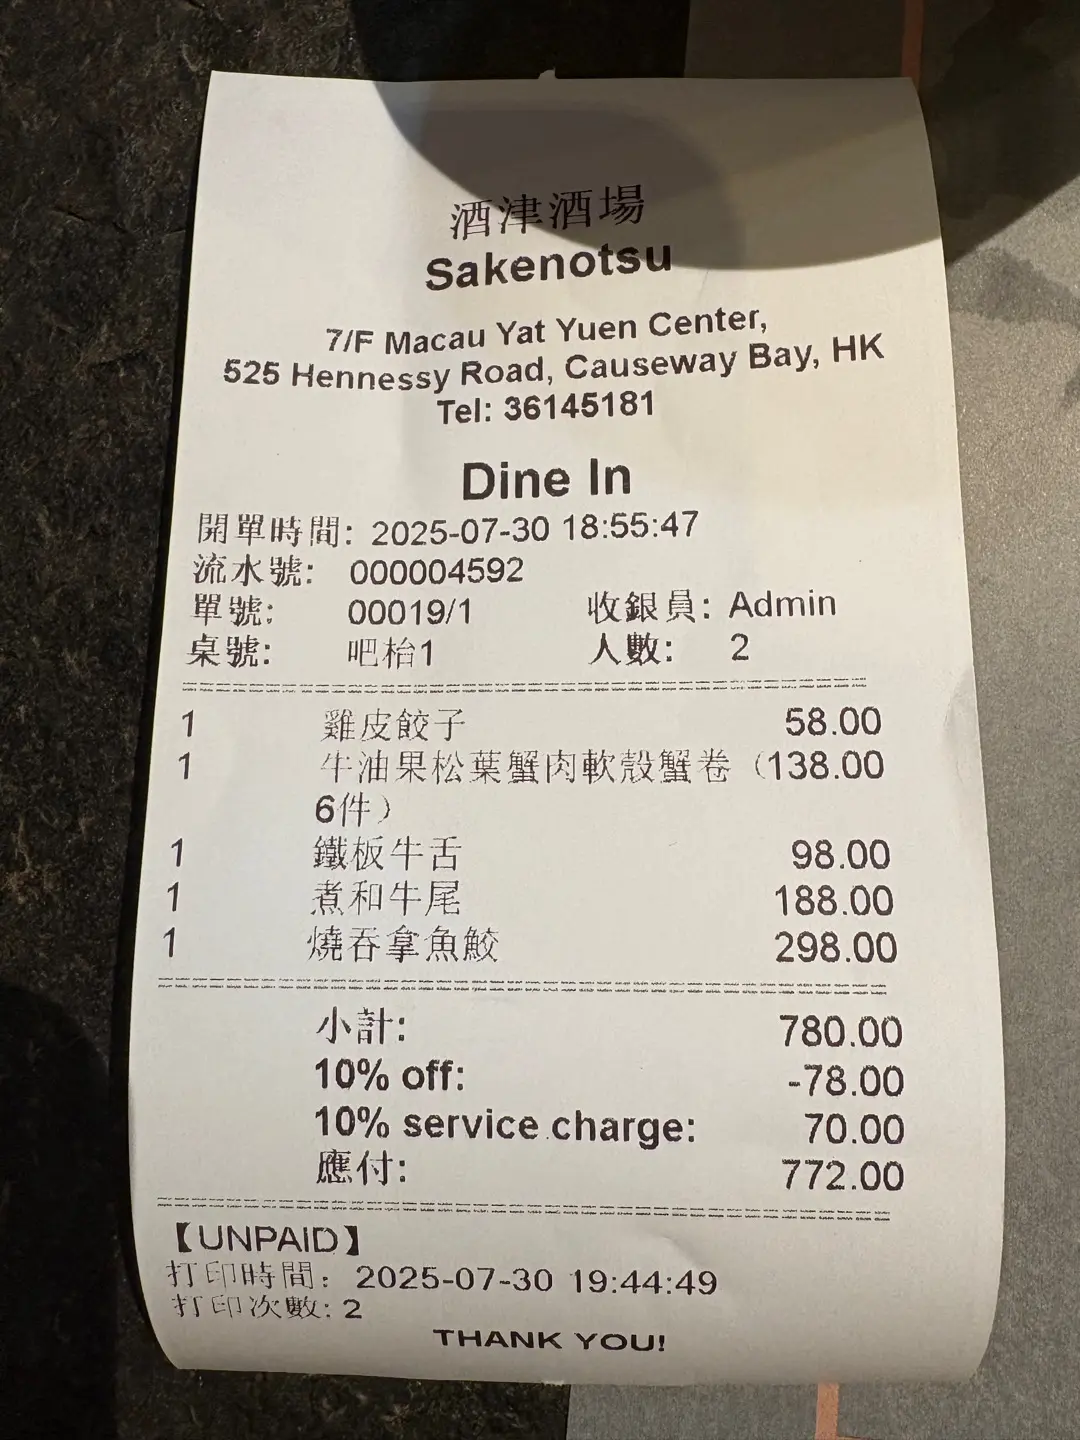 酒津酒場
Sakenotsu
7/F Macau Yat Yuen Center,
525 Hennessy Road, Causeway Bay, HK
Tel: 36145181
Dine In
開單時間: 2025-07-30 18:55:47
流水號: 000004592
單號: 00019/1 收銀員: Admin
桌號: 吧枱1 人數: 2
1 雞皮餃子 58.00
1 牛油果松葉蟹肉軟殼蟹卷（ 138.00
6件）
1 鐵板牛舌 98.00
1 煮和牛尾 188.00
1 燒吞拿魚鮫 298.00
小計: 780.00
10% off: -78.00
10% service charge: 70.00
應付: 772.00
【UNPAID】
打印時間: 2025-07-30 19:44:49
打印次數: 2
THANK YOU!